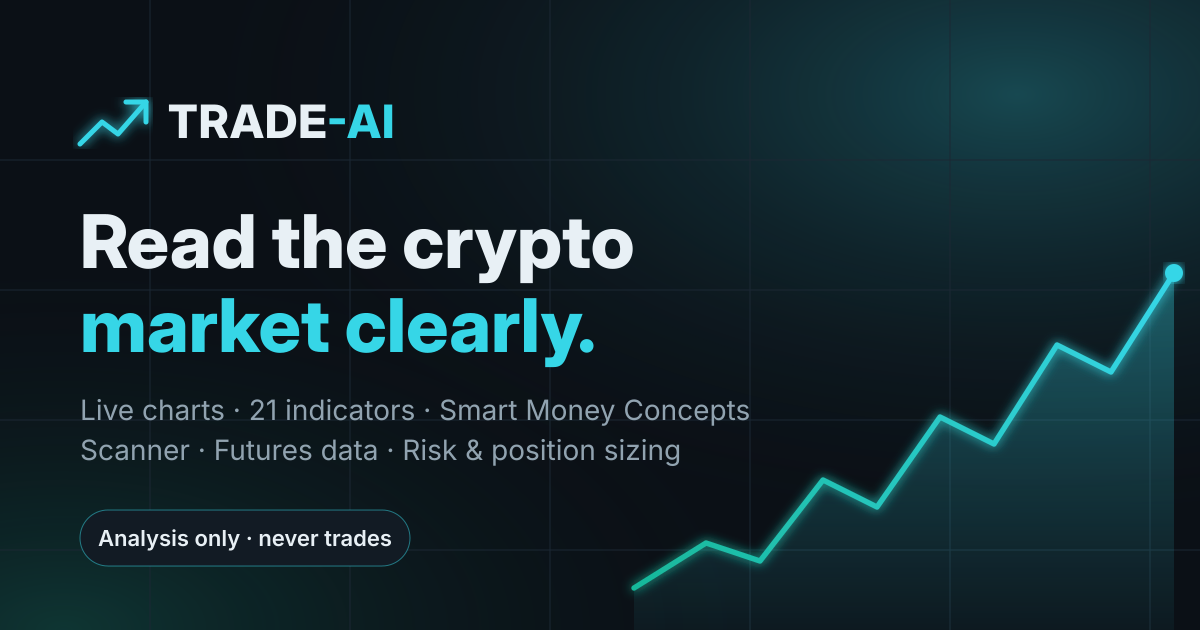 TRADE-AI
Read the crypto
market clearly.
Live charts · 21 indicators · Smart Money Concepts
Scanner · Futures data · Risk & position sizing
Analysis only · never trades